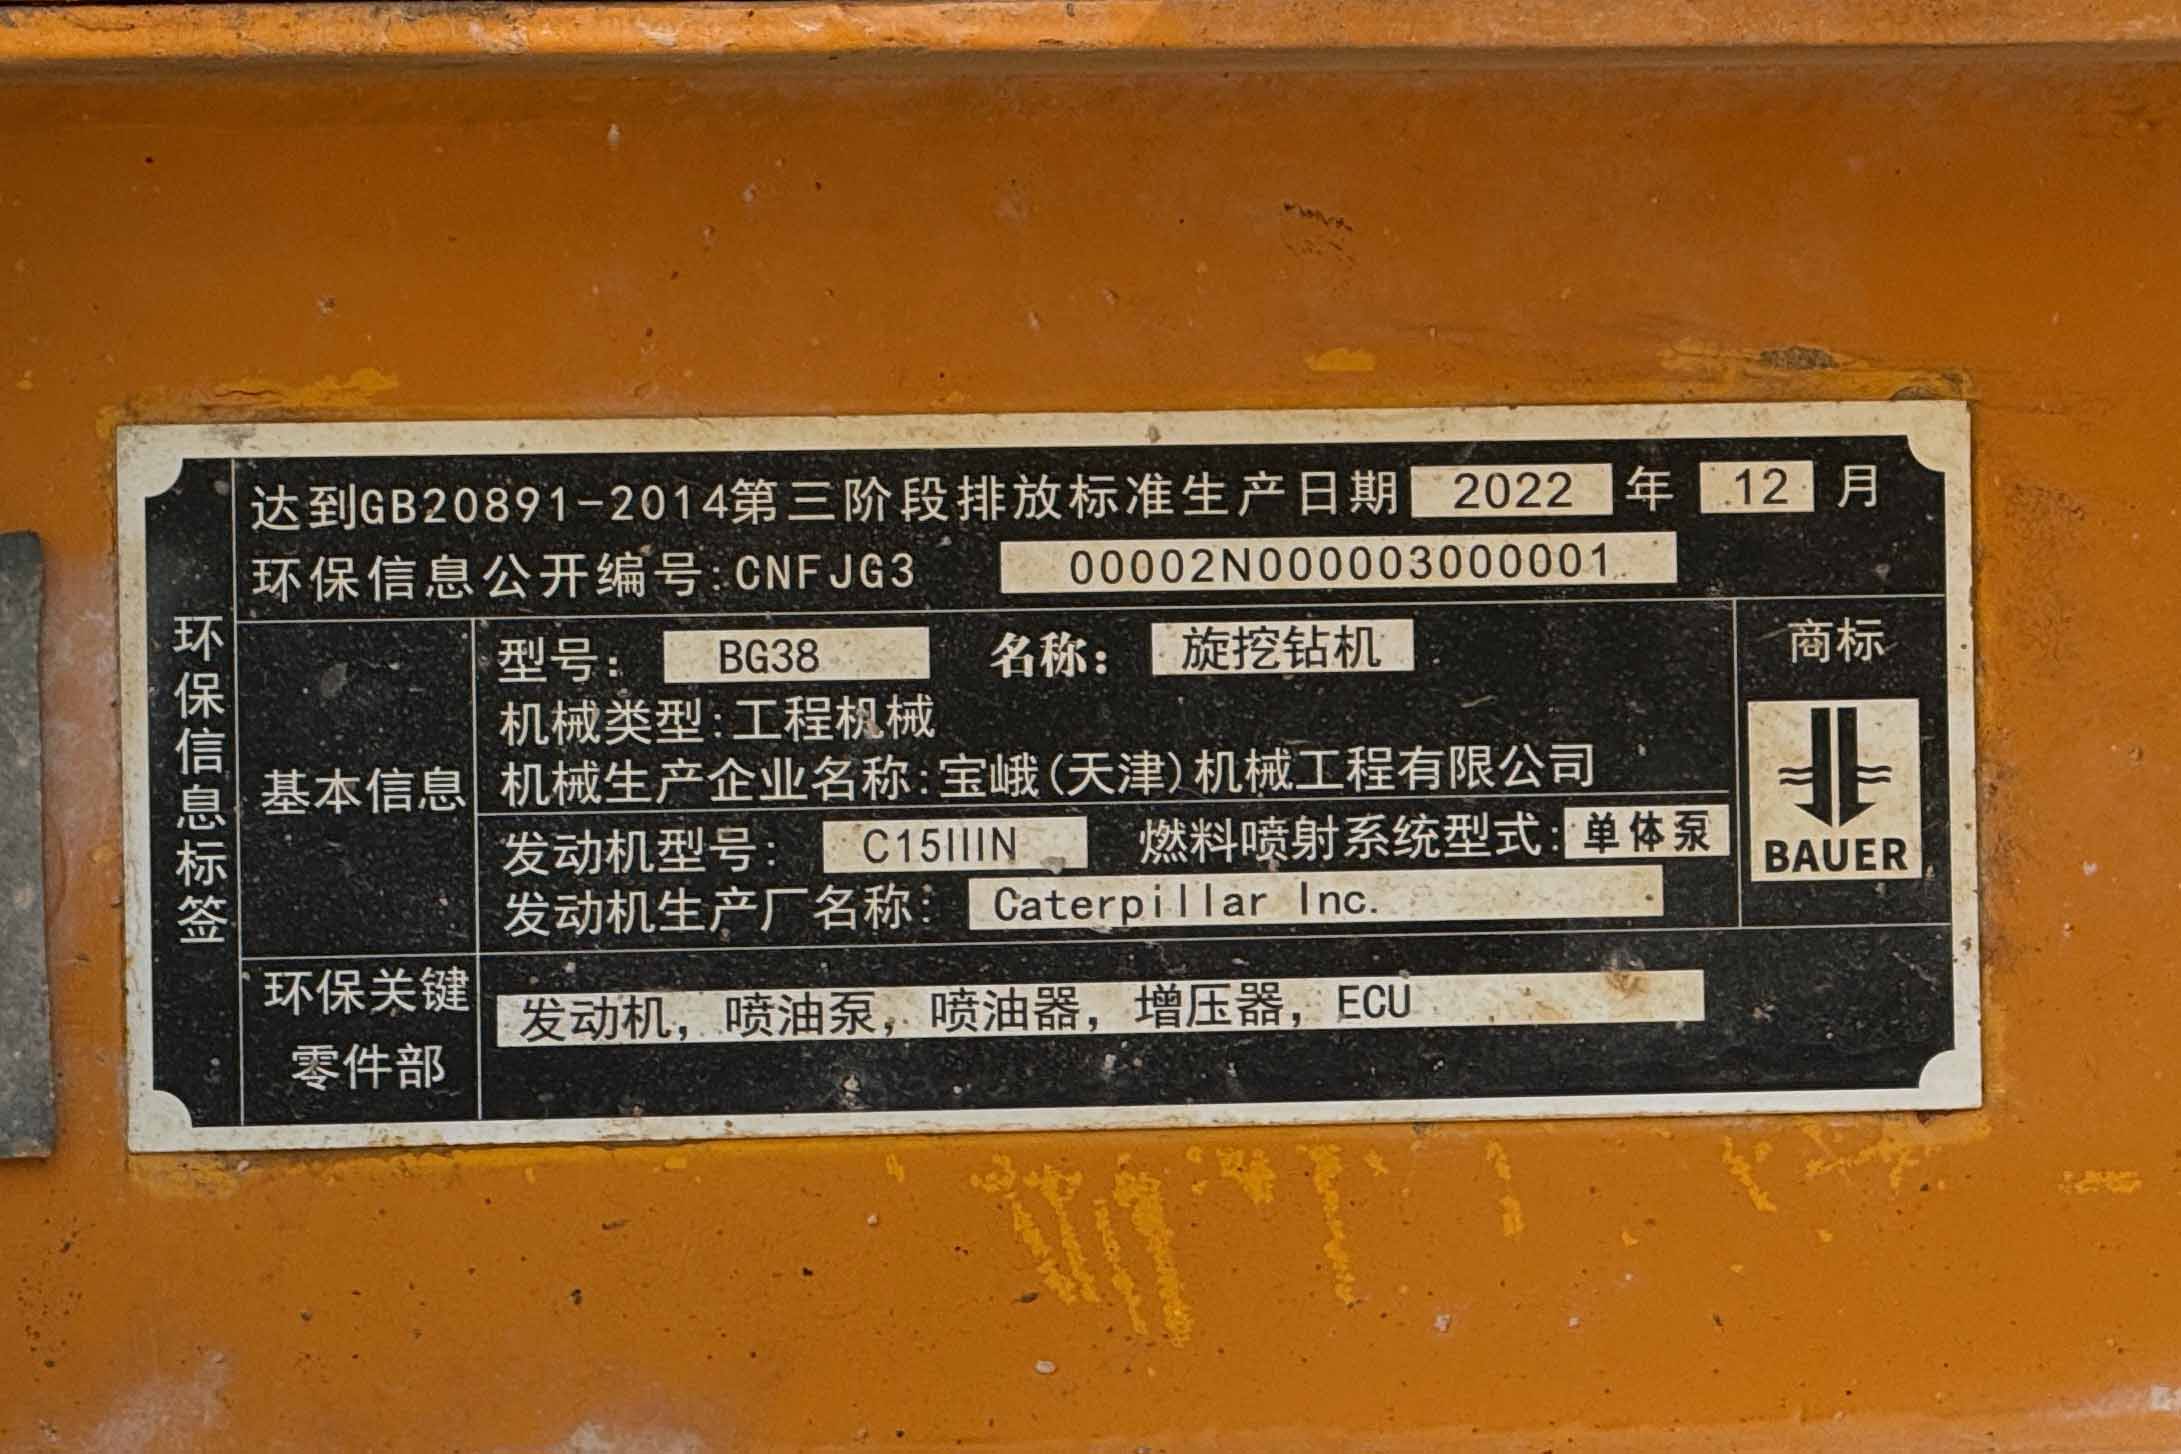 环保信息标签
达到GB20891-2014第三阶段排放标准生产日期 2022 年 12 月
环保信息公开编号:CNFJG3 00002N000003000001
基本信息
型号: BG38 名称: 旋挖钻机
机械类型:工程机械
机械生产企业名称:宝峨(天津)机械工程有限公司
发动机型号: C15IIIN 燃料喷射系统型式: 单体泵
发动机生产厂名称: Caterpillar Inc.
商标
BAUER
环保关键
零件部
发动机, 喷油泵, 喷油器, 增压器, ECU